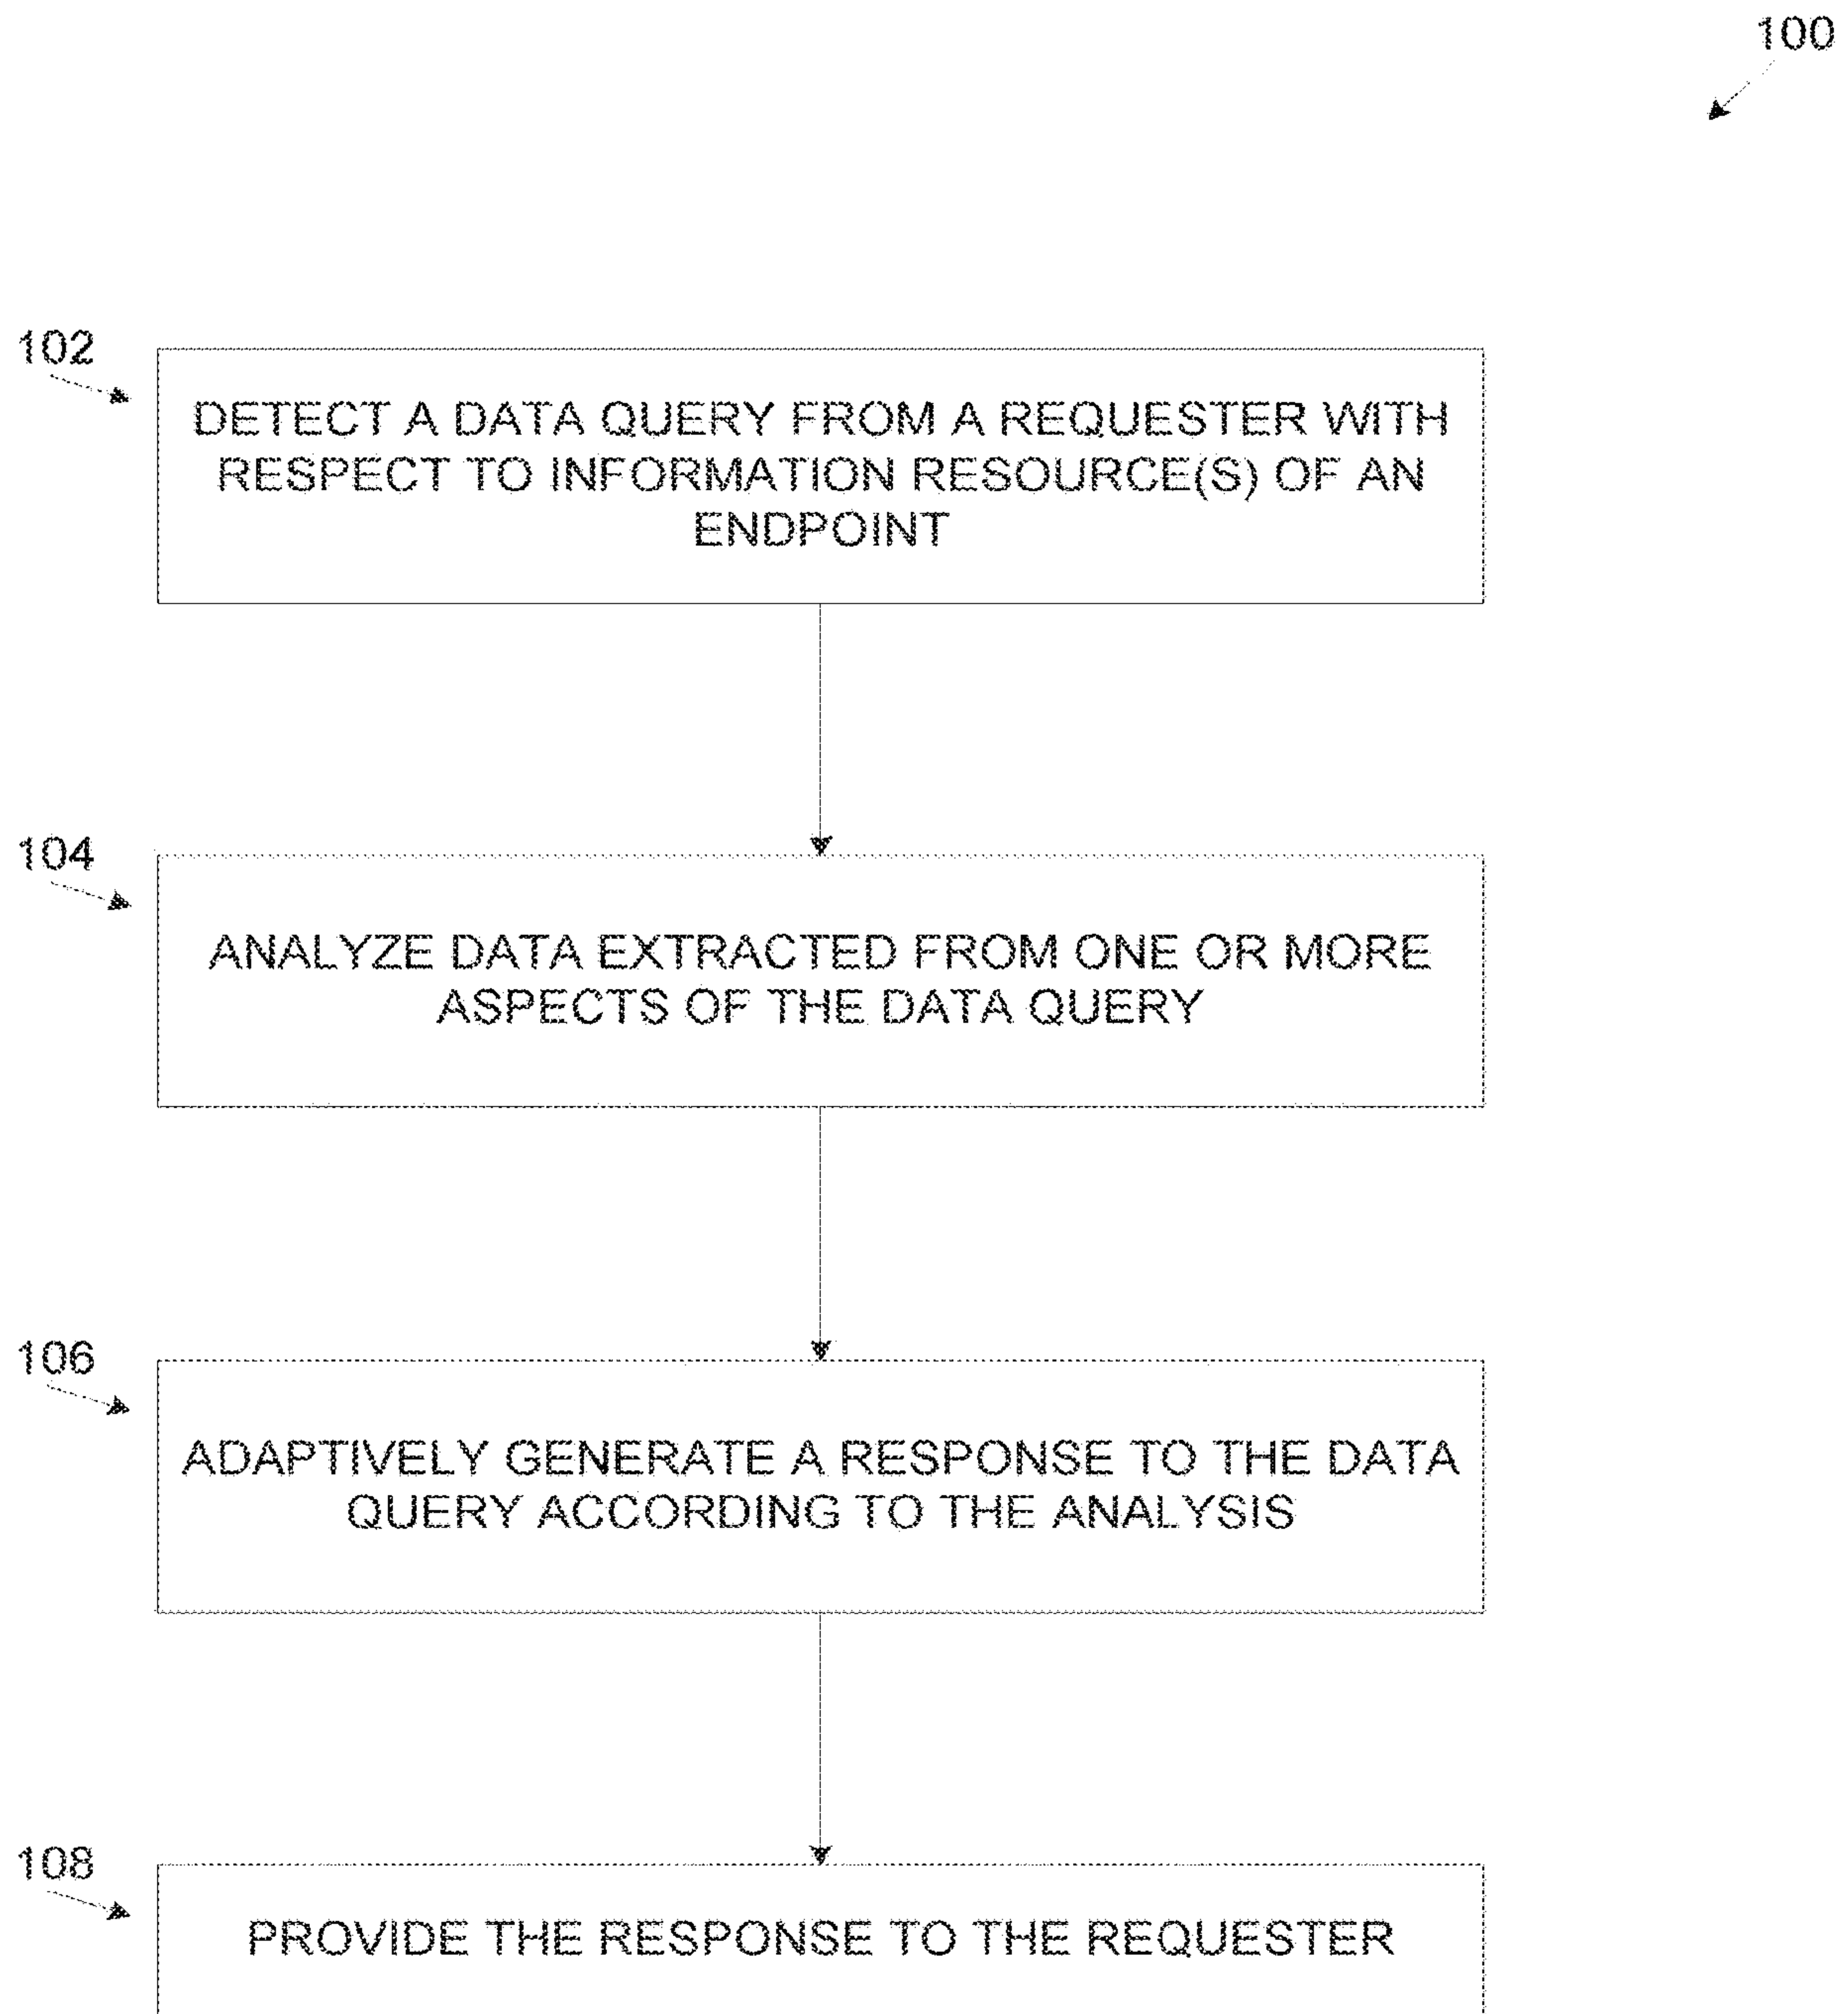 100
102
DETECT A DATA QUERY FROM A REQUESTER WITH
RESPECT TO INFORMATION RESOURCE(S) OF AN
ENDPOINT
104
ANALYZE DATA EXTRACTED FROM ONE OR MORE
ASPECTS OF THE DATA QUERY
106
ADAPTIVELY GENERATE A RESPONSE TO THE DATA
QUERY ACCORDING TO THE ANALYSIS
108
PROVIDE THE RESPONSE TO THE REQUESTER